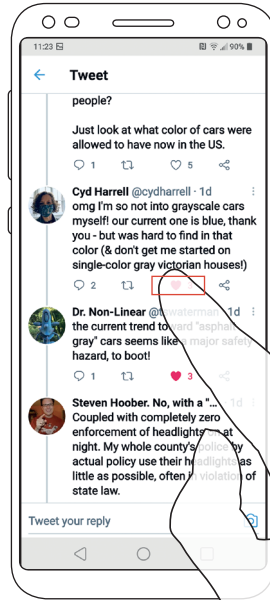 11:23 90%
Tweet
people?
Just look at what color of cars were
allowed to have now in the US.
1 5
Cyd Harrell @cydharrell · 1d
omg I'm so not into grayscale cars
myself! our current one is blue, thank
you - but was hard to find in that
color (& don't get me started on
single-color gray victorian houses!)
2 3
Dr. Non-Linear @t waterman · 1d
the current trend toward "asphalt
gray" cars seems like a major safety
hazard, to boot!
1 3
Steven Hoober. No, with a "... · 1d
Coupled with completely zero
enforcement of headlights on at
night. My whole county's police by
actual policy use their headlights as
little as possible, often in violation of
state law.
Tweet your reply